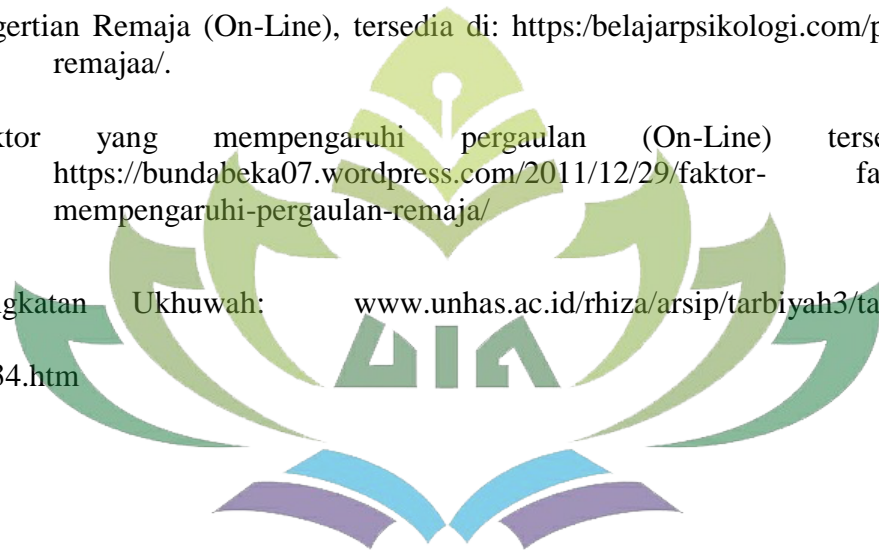 gertian Remaja (On-Line), tersedia di: https:/belajarpsikologi.com/p
remajaa/.
ktor yang mempengaruhi pergaulan (On-Line) terse
https://bundabeka07.wordpress.com/2011/12/29/faktor- fa
mempengaruhi-pergaulan-remaja/
gkatan Ukhuwah: www.unhas.ac.id/rhiza/arsip/tarbiyah3/ta
34.htm
UIN